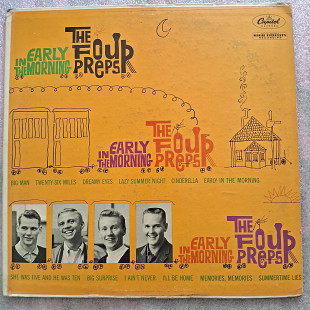 Capitol
HIGH FIDELITY
IN EARLY THE MORNING
THE FOUR PREPS
IN EARLY THE MORNING
THE FOUR PREPS
BIG MAN TWENTY-SIX MILES DREAMY EYES LAZY SUMMER NIGHT CINDERELLA EARLY IN THE MORNING
IN EARLY THE MORNING
THE FOUR PREPS
SHE WAS FIVE AND HE WAS TEN BIG SURPRISE I AIN'T NEVER I'LL BE HOME MEMORIES, MEMORIES SUMMERTIME LIES